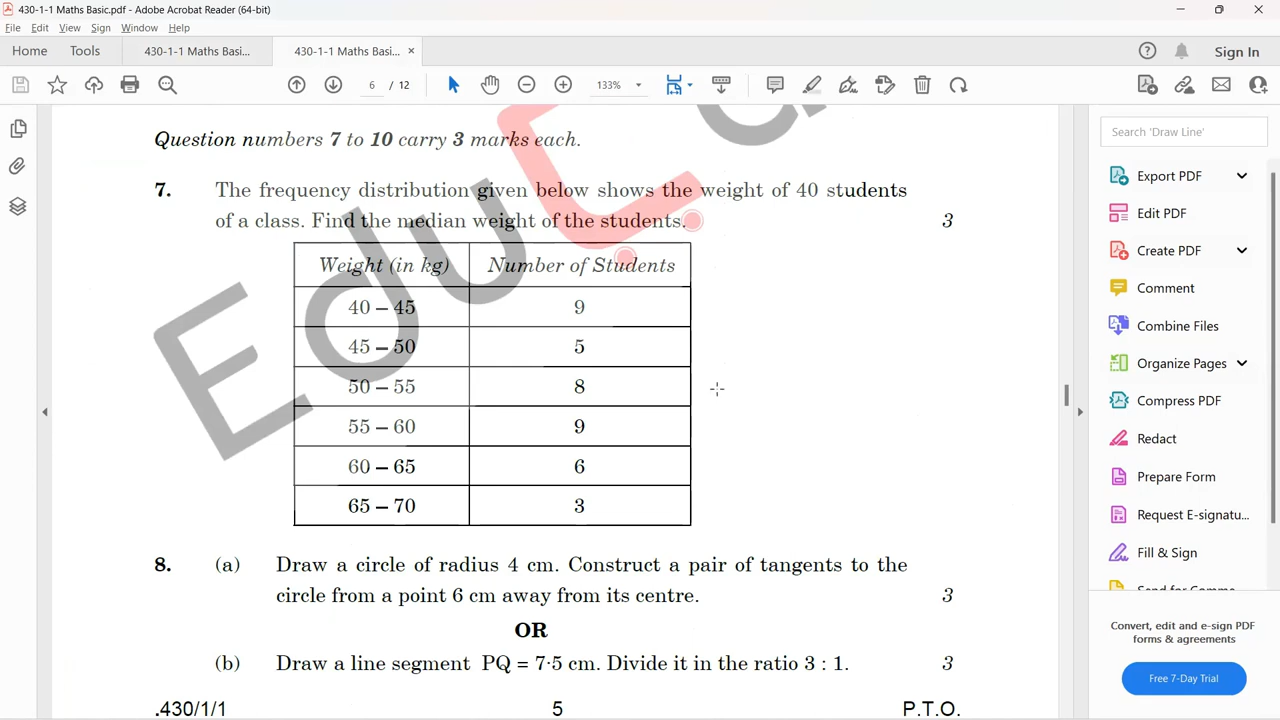 430-1-1 Maths Basic.pdf - Adobe Acrobat Reader (64-bit)
File Edit View Sign Window Help
Home Tools 430-1-1 Maths Basi... 430-1-1 Maths Basi... × Sign In
6 / 12 133%
Question numbers 7 to 10 carry 3 marks each.
7. The frequency distribution given below shows the weight of 40 students
of a class. Find the median weight of the students. 3
Weight (in kg) Number of Students
40 – 45 9
45 – 50 5
50 – 55 8
55 – 60 9
60 – 65 6
65 – 70 3
8. (a) Draw a circle of radius 4 cm. Construct a pair of tangents to the
circle from a point 6 cm away from its centre. 3
OR
(b) Draw a line segment PQ = 7·5 cm. Divide it in the ratio 3 : 1. 3
.430/1/1 5 P.T.O.
Search 'Draw Line'
Export PDF
Edit PDF
Create PDF
Comment
Combine Files
Organize Pages
Compress PDF
Redact
Prepare Form
Request E-signatu...
Fill & Sign
Convert, edit and e-sign PDF
forms & agreements
Free 7-Day Trial